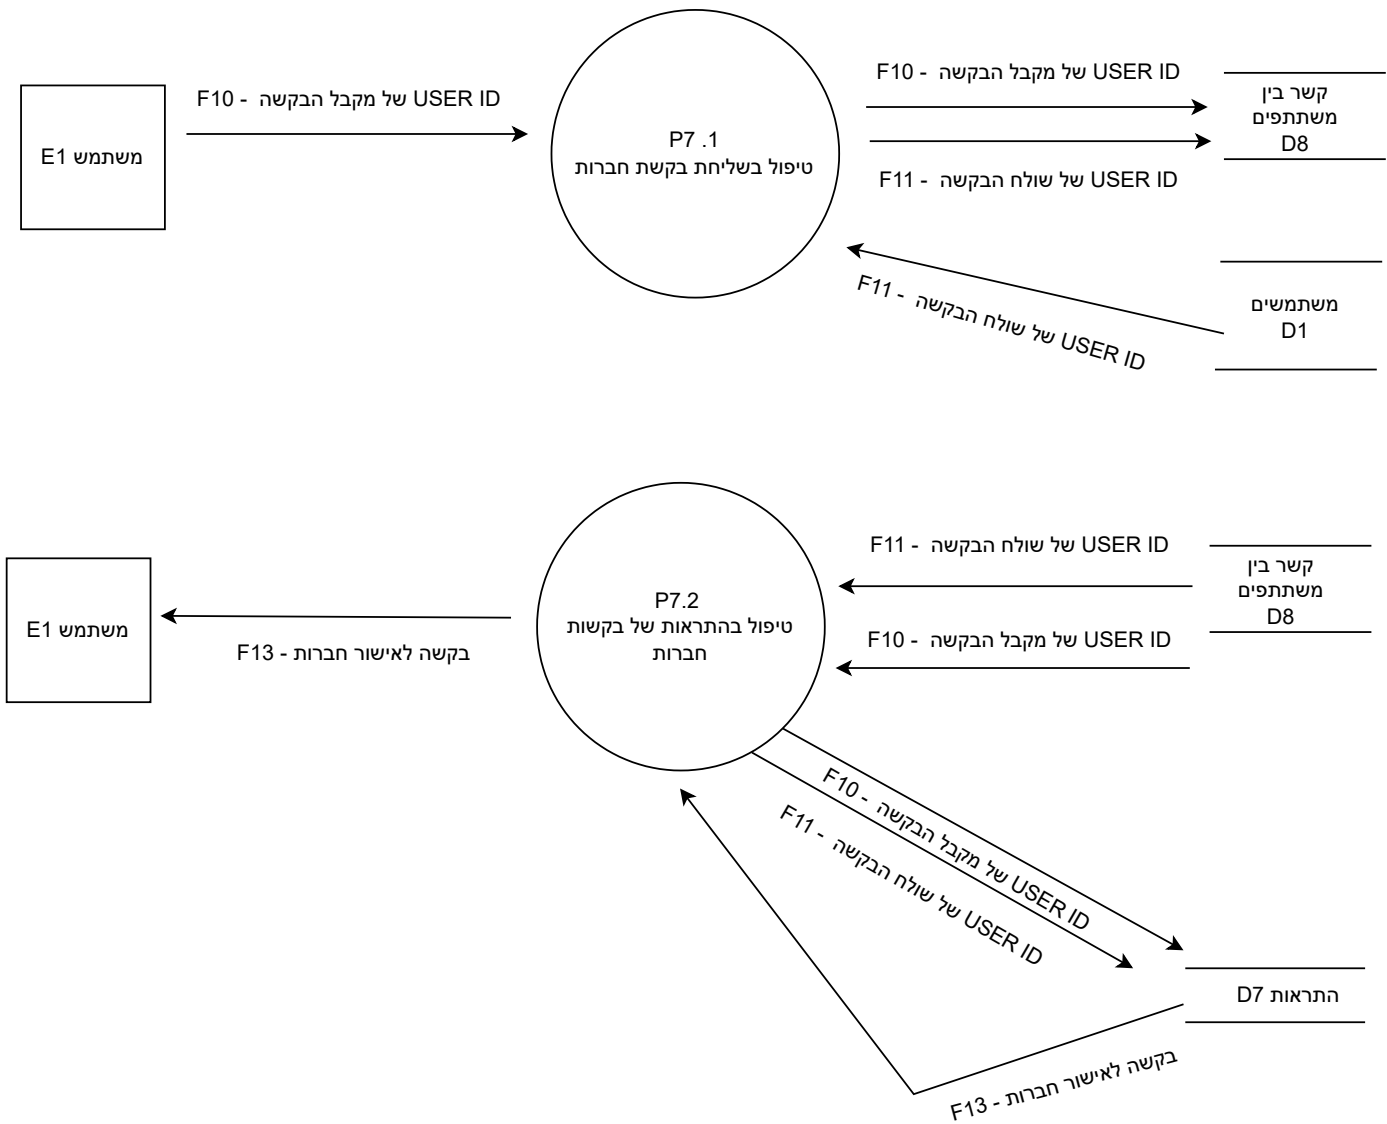 F10 - USER ID של מקבל הבקשה
F10 - USER ID של מקבל הבקשה
משתמש E1
P7 .1
טיפול בשליחת בקשת חברות
קשר בין
משתתפים
D8
F11 - USER ID של שולח הבקשה
F11 - USER ID של שולח הבקשה
משתמשים
D1
משתמש E1
F13 - בקשה לאישור חברות
P7.2
טיפול בהתראות של בקשות
חברות
F11 - USER ID של שולח הבקשה
קשר בין
משתתפים
D8
F10 - USER ID של מקבל הבקשה
F10 - USER ID של מקבל הבקשה
F11 - USER ID של שולח הבקשה
התראות D7
F13 - בקשה לאישור חברות